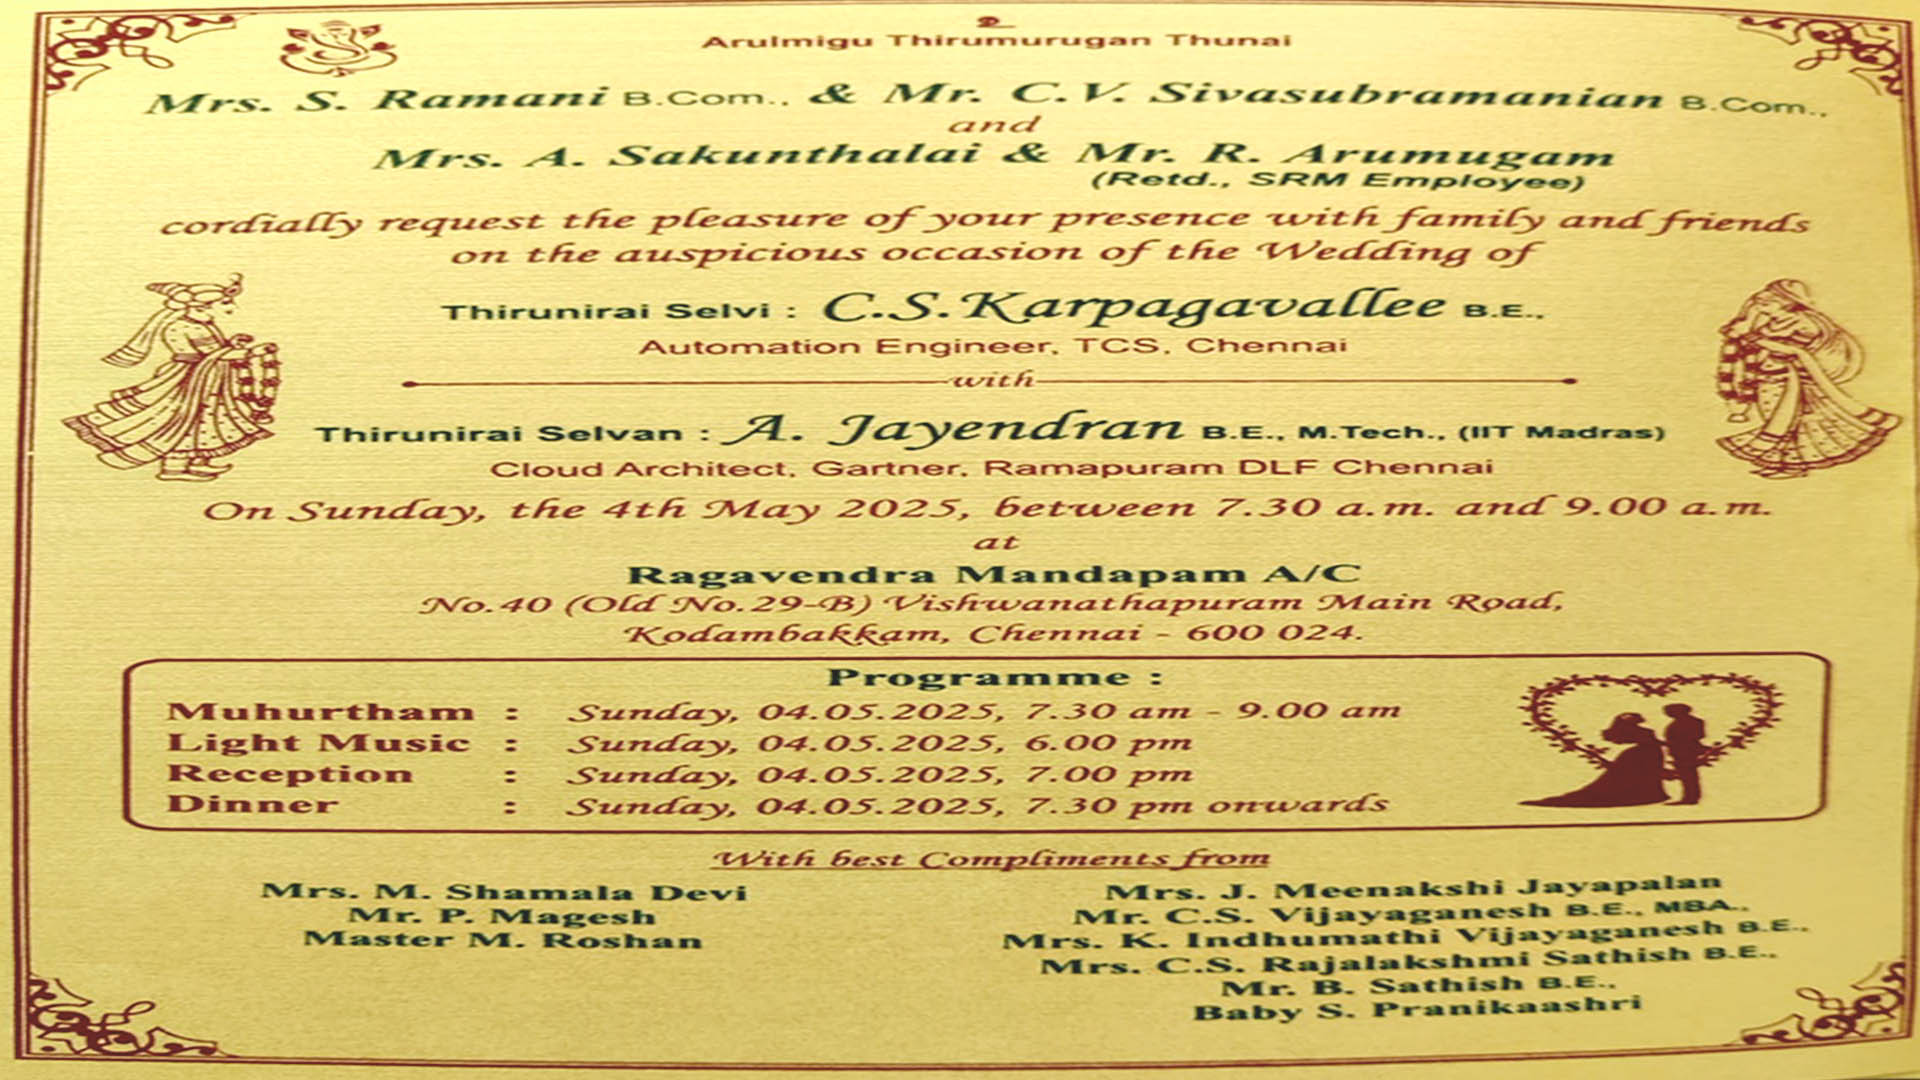 உ
Arulmigu Thirumurugan Thunai
Mrs. S. Ramani B.Com., & Mr. C.V. Sivasubramanian B.Com.,
and
Mrs. A. Sakunthalai & Mr. R. Arumugam
(Retd., SRM Employee)
cordially request the pleasure of your presence with family and friends
on the auspicious occasion of the Wedding of
Thirunirai Selvi : C.S.Karpagavallee B.E.,
Automation Engineer, TCS, Chennai
with
Thirunirai Selvan : A. Jayendran B.E., M.Tech., (IIT Madras)
Cloud Architect, Gartner, Ramapuram DLF Chennai
On Sunday, the 4th May 2025, between 7.30 a.m. and 9.00 a.m.
at
Ragavendra Mandapam A/C
No.40 (Old No.29-B) Vishwanathapuram Main Road,
Kodambakkam, Chennai - 600 024.
Programme :
Muhurtham : Sunday, 04.05.2025, 7.30 am - 9.00 am
Light Music : Sunday, 04.05.2025, 6.00 pm
Reception : Sunday, 04.05.2025, 7.00 pm
Dinner : Sunday, 04.05.2025, 7.30 pm onwards
With best Compliments from
Mrs. M. Shamala Devi
Mr. P. Magesh
Master M. Roshan
Mrs. J. Meenakshi Jayapalan
Mr. C.S. Vijayaganesh B.E., MBA.,
Mrs. K. Indhumathi Vijayaganesh B.E.,
Mrs. C.S. Rajalakshmi Sathish B.E.,
Mr. B. Sathish B.E.,
Baby S. Pranikaashri